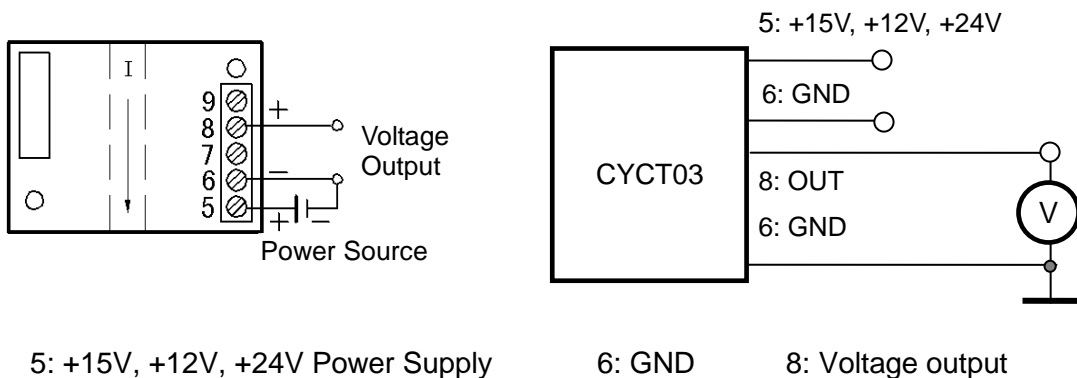 I
9
+
8
7
6
−
5
+
−
Voltage
Output
Power Source
5: +15V, +12V, +24V
6: GND
CYCT03
8: OUT
6: GND
V
5: +15V, +12V, +24V Power Supply 6: GND 8: Voltage output